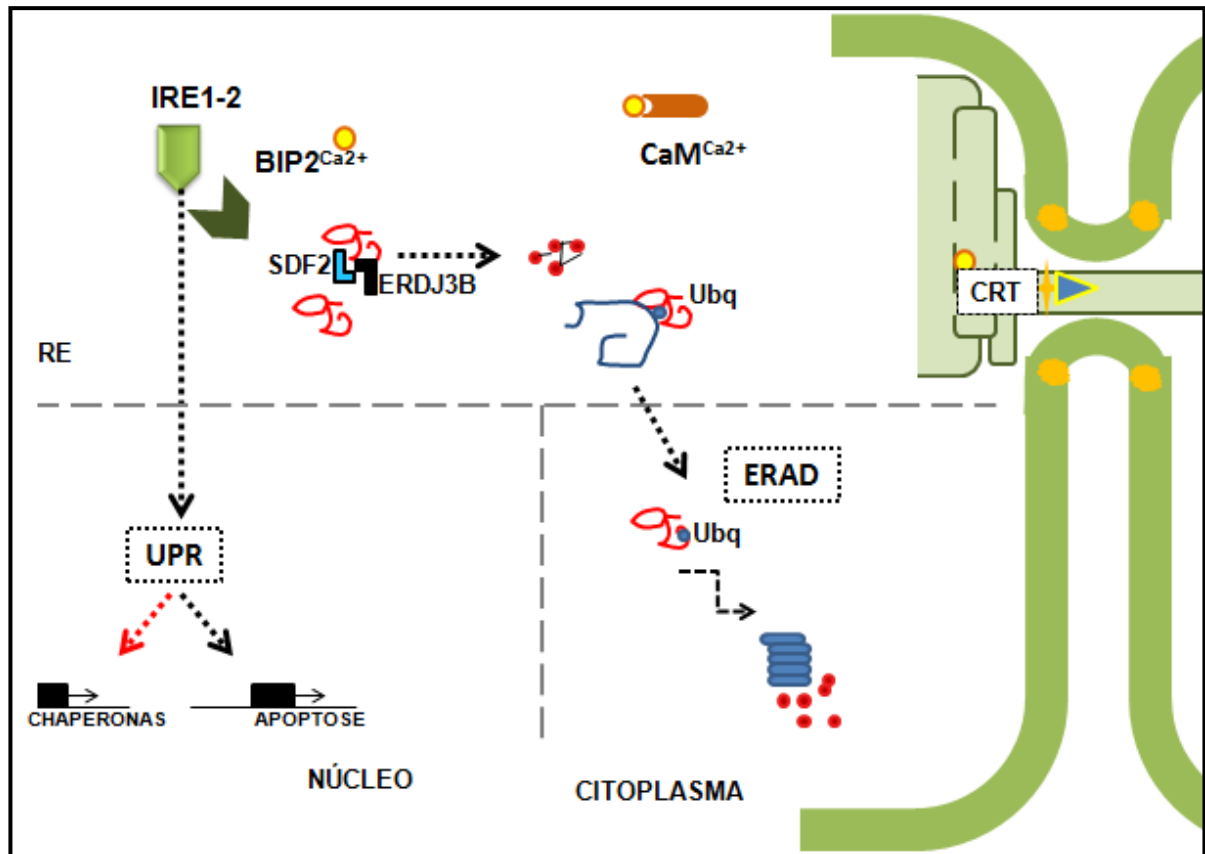 IRE1-2
BIP2Ca2+
CaMCa2+
SDF2
ERDJ3B
Ubq
CRT
RE
ERAD
Ubq
UPR
CHAPERONAS
APOPTOSE
NÚCLEO
CITOPLASMA